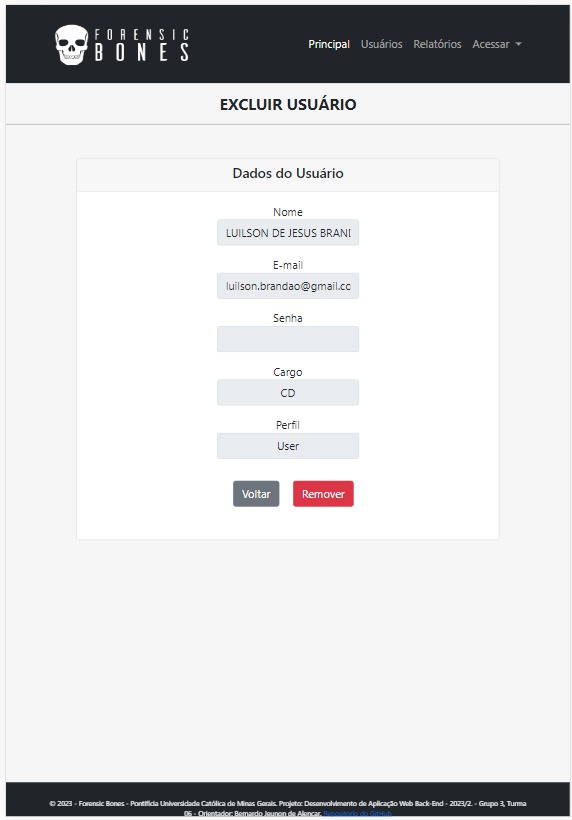 FORENSIC
BONES
Principal Usuários Relatórios Acessar
EXCLUIR USUÁRIO
Dados do Usuário
Nome
LUILSON DE JESUS BRAN
E-mail
luilson.brandao@gmail.co
Senha
Cargo
CD
Perfil
User
Voltar Remover
© 2023 - Forensic Bones - Pontifícia Universidade Católica de Minas Gerais. Projeto: Desenvolvimento de Aplicação Web Back-End - 2023/2. - Grupo 3, Turma
06 - Orientador: Bernardo Jeunon de Alencar. Repositório do GitHub